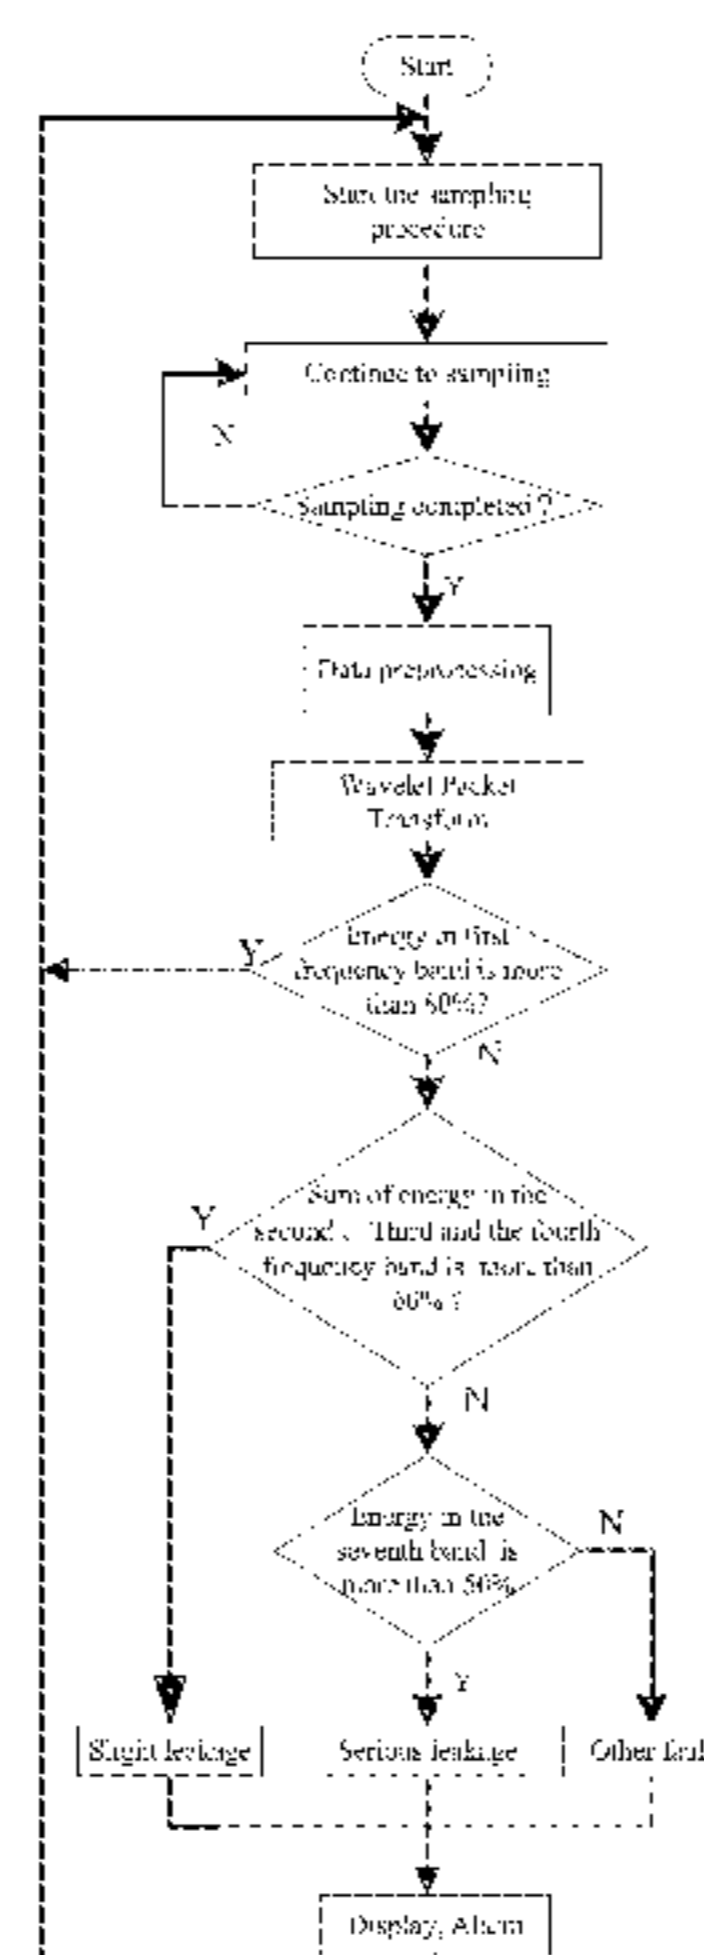 Start
Start the sampling
procedure
Continue to sampling
N
Sampling completed ?
Y
Data preprocessing
Wavelet Packet
Transform
Y
Energy in first
frequency band is more
than 80%?
N
Sum of energy in the
Y
second , Third and the fourth
frequency band is more than
60% ?
N
Energy in the
N
seventh band is
more than 50%
Y
Slight leakage
Serious leakage
Other faul
Display, Alarm